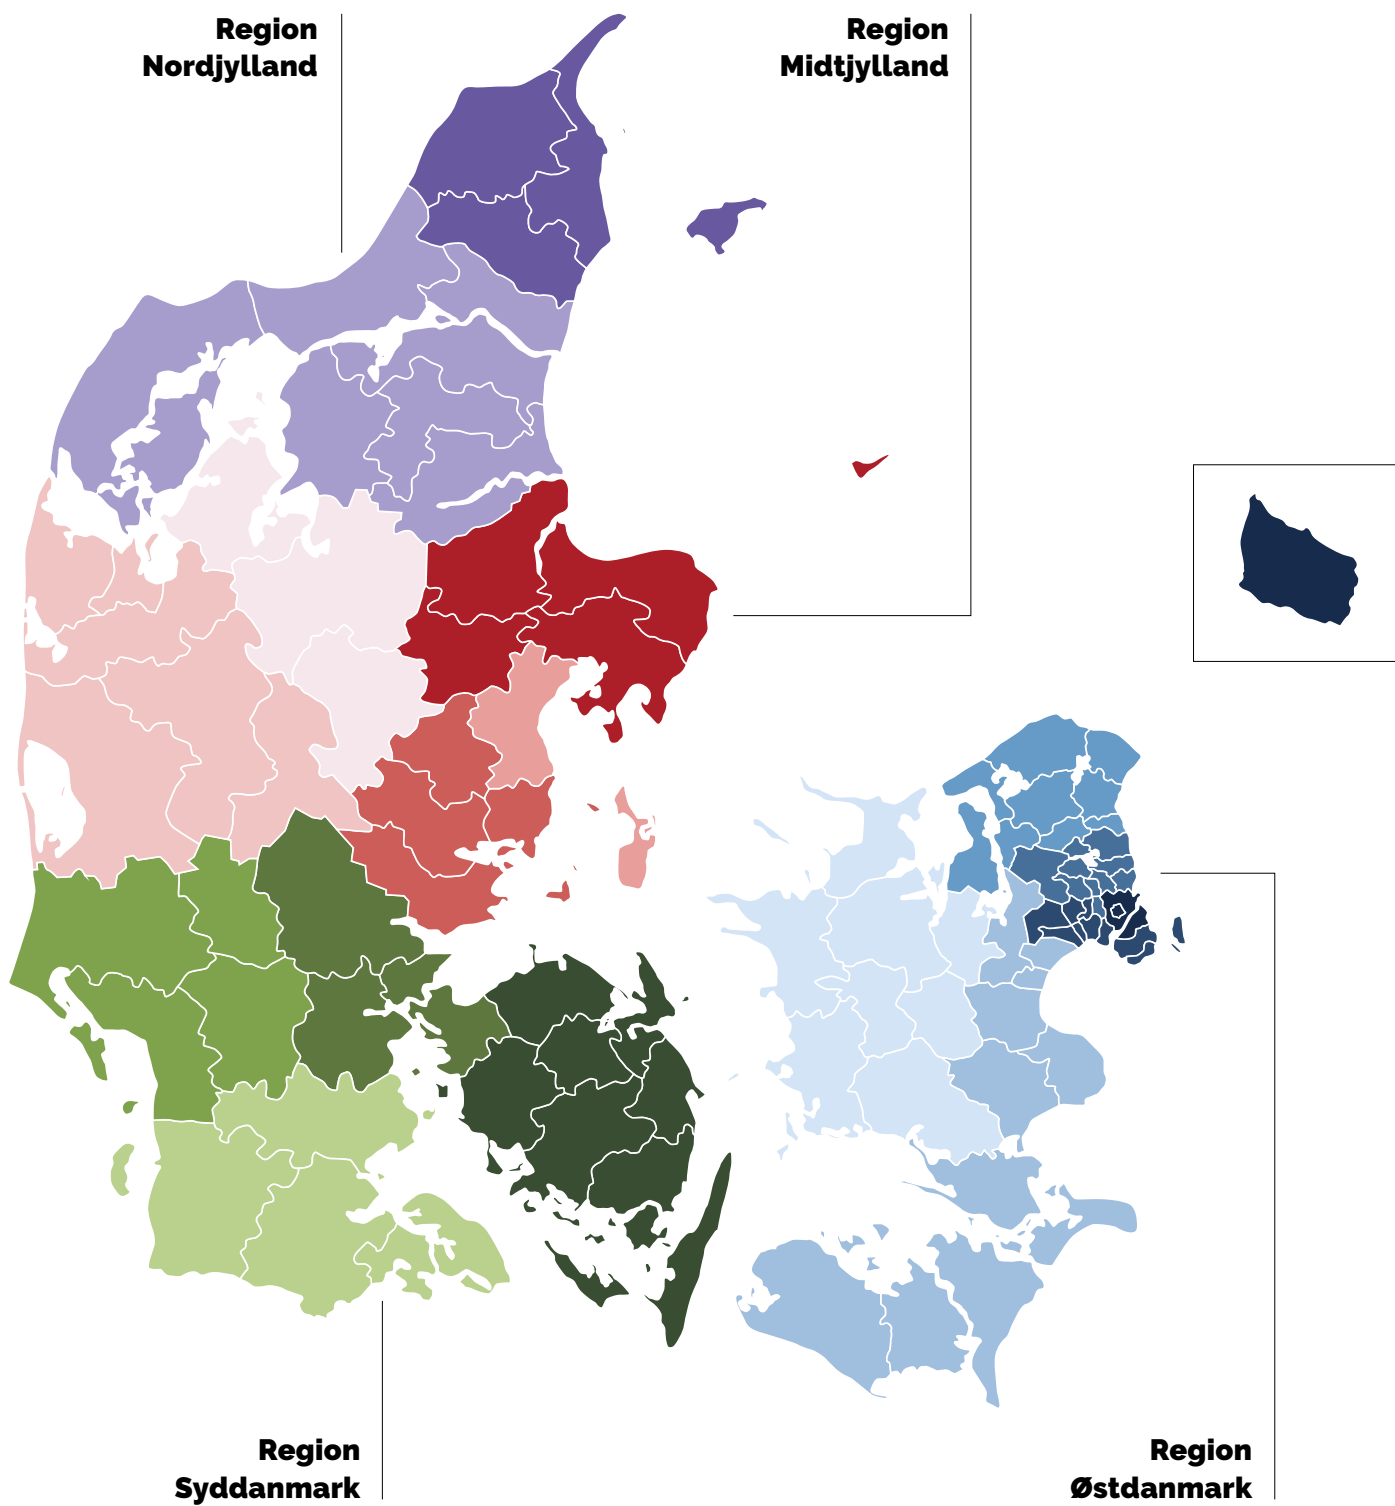 Region
Nordjylland
Region
Midtjylland
Region
Syddanmark
Region
Østdanmark